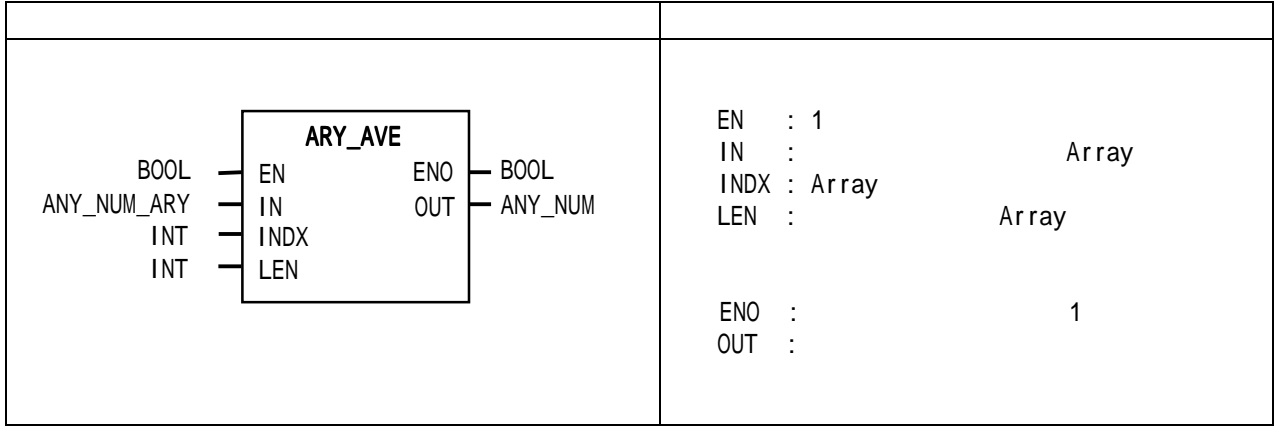 ARY_AVE
BOOL EN ENO BOOL
ANY_NUM_ARY IN OUT ANY_NUM
INT INDX
INT LEN
EN : 1
IN : Array
INDX : Array
LEN : Array
ENO : 1
OUT :